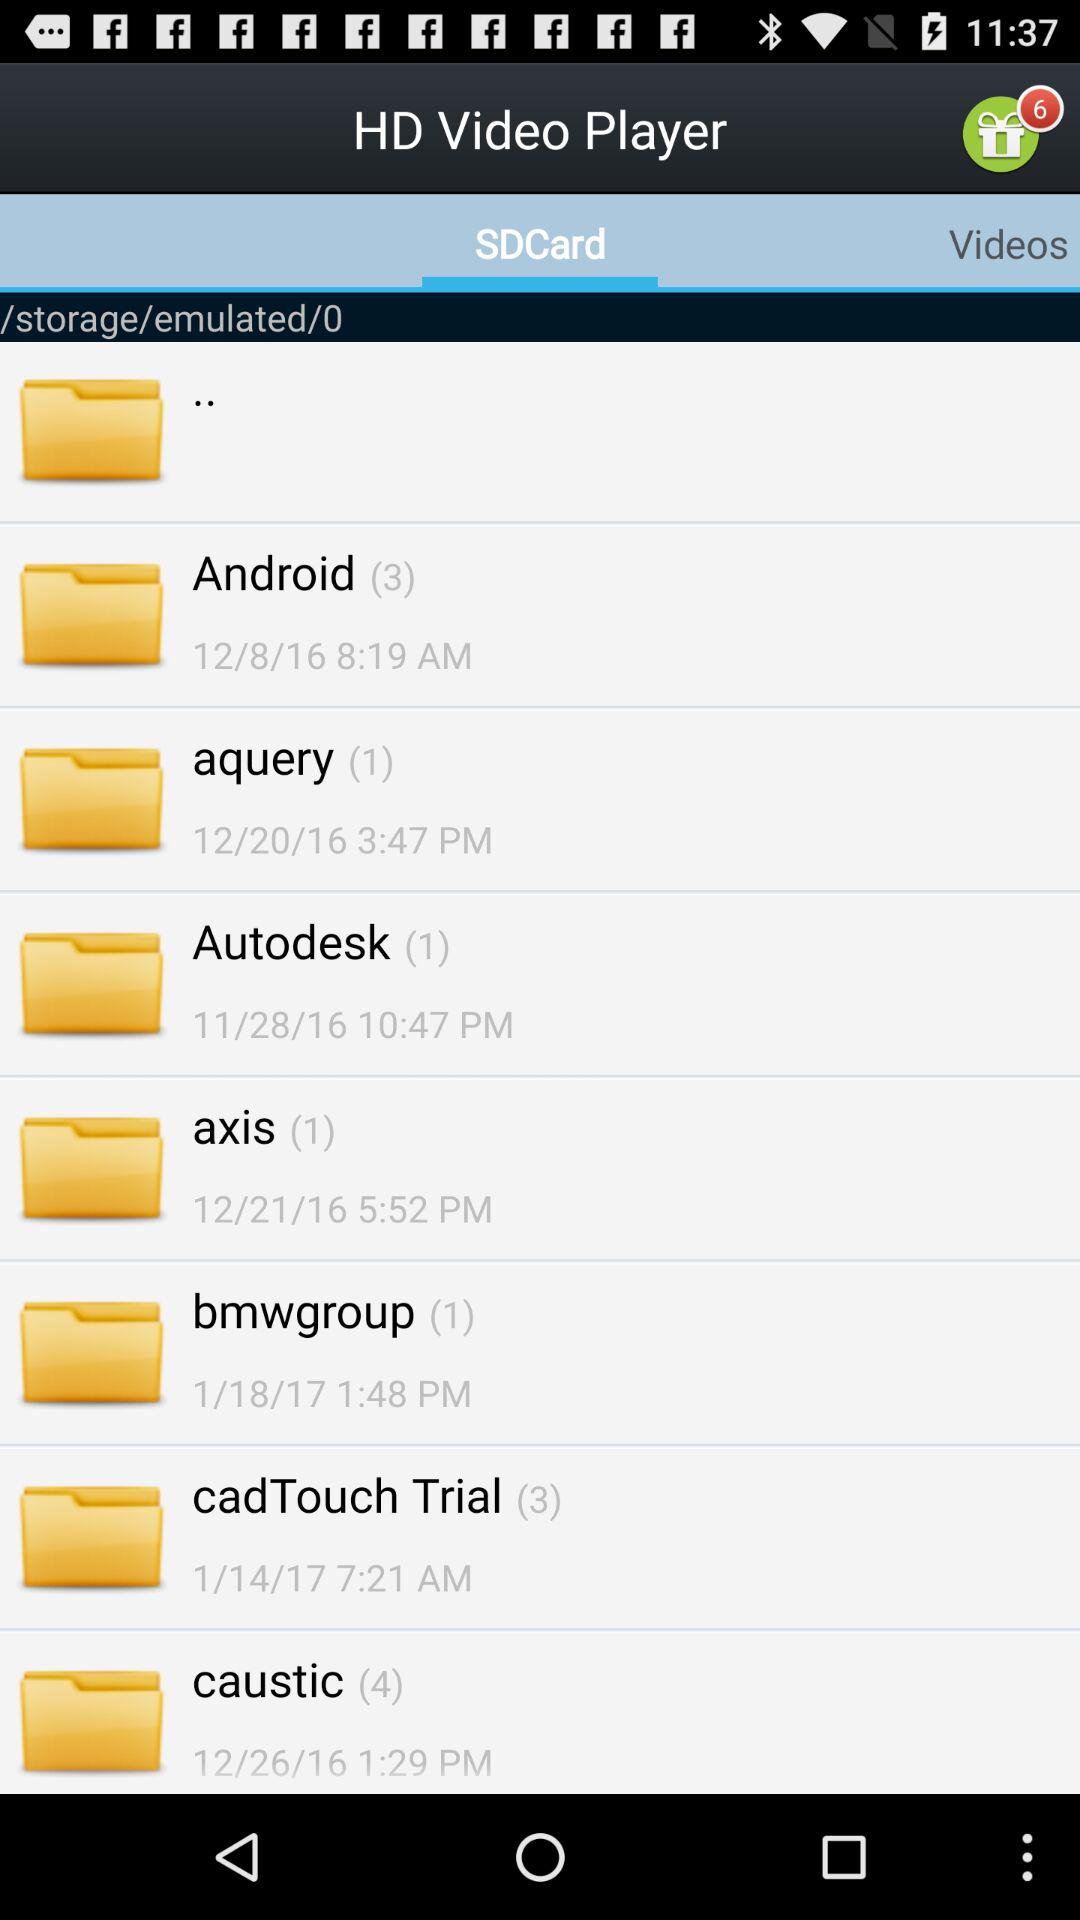 11:37
HD Video Player
6
SDCard
Videos
/storage/emulated/0
..
Android (3)
12/8/16 8:19 AM
aquery (1)
12/20/16 3:47 PM
Autodesk (1)
11/28/16 10:47 PM
axis (1)
12/21/16 5:52 PM
bmwgroup (1)
1/18/17 1:48 PM
cadTouch Trial (3)
1/14/17 7:21 AM
caustic (4)
12/26/16 1:29 PM